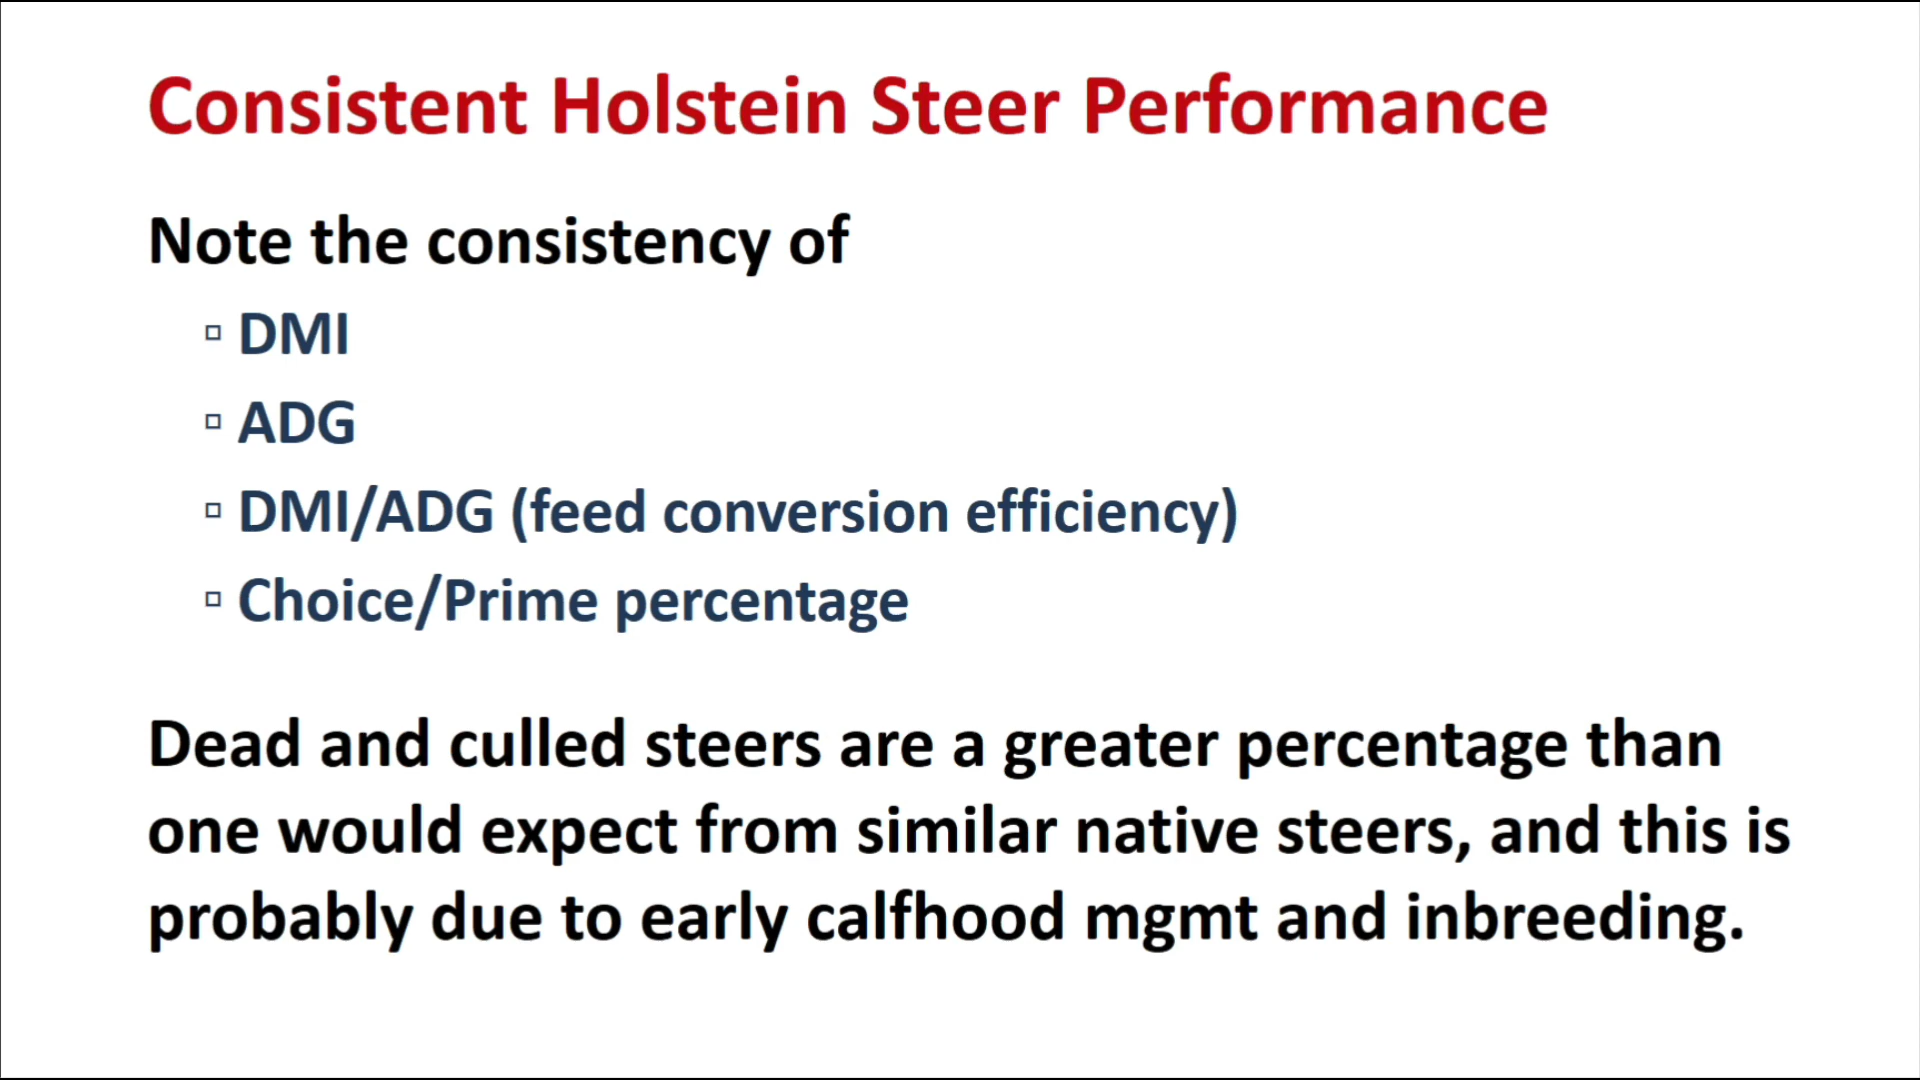 Consistent Holstein Steer Performance
Note the consistency of
▫ DMI
▫ ADG
▫ DMI/ADG (feed conversion efficiency)
▫ Choice/Prime percentage
Dead and culled steers are a greater percentage than
one would expect from similar native steers, and this is
probably due to early calfhood mgmt and inbreeding.